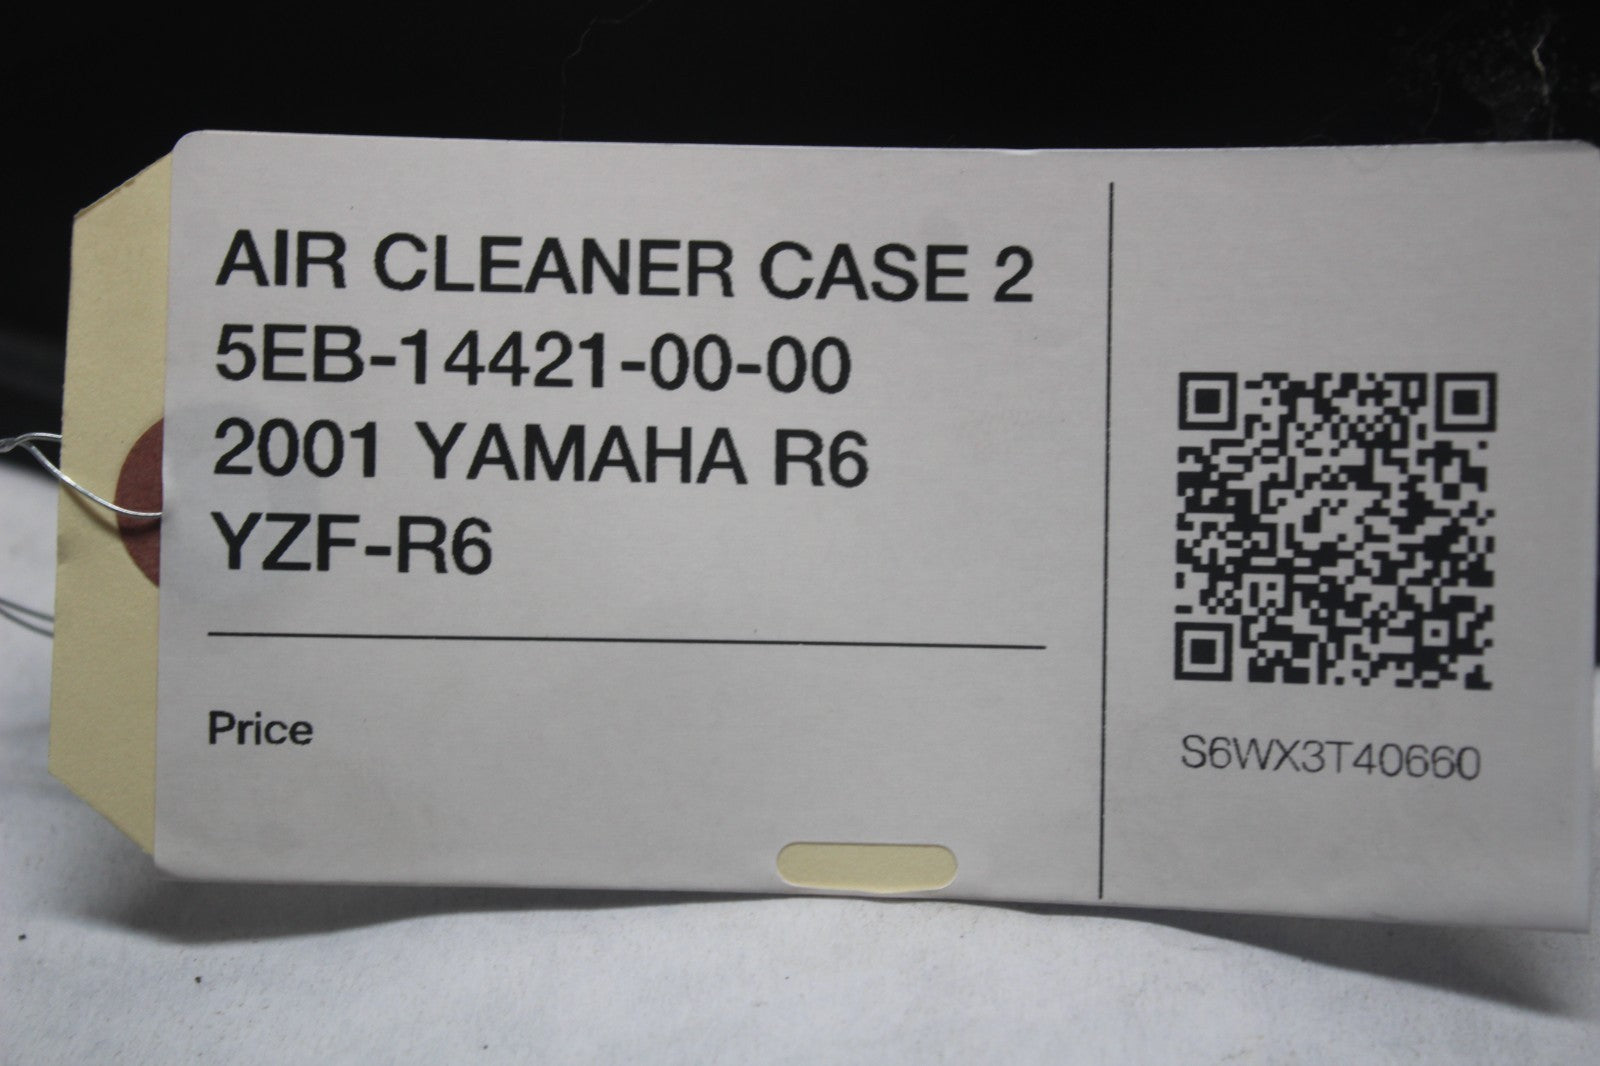 AIR CLEANER CASE 2
5EB-14421-00-00
2001 YAMAHA R6
YZF-R6
Price
S6WX3T40660